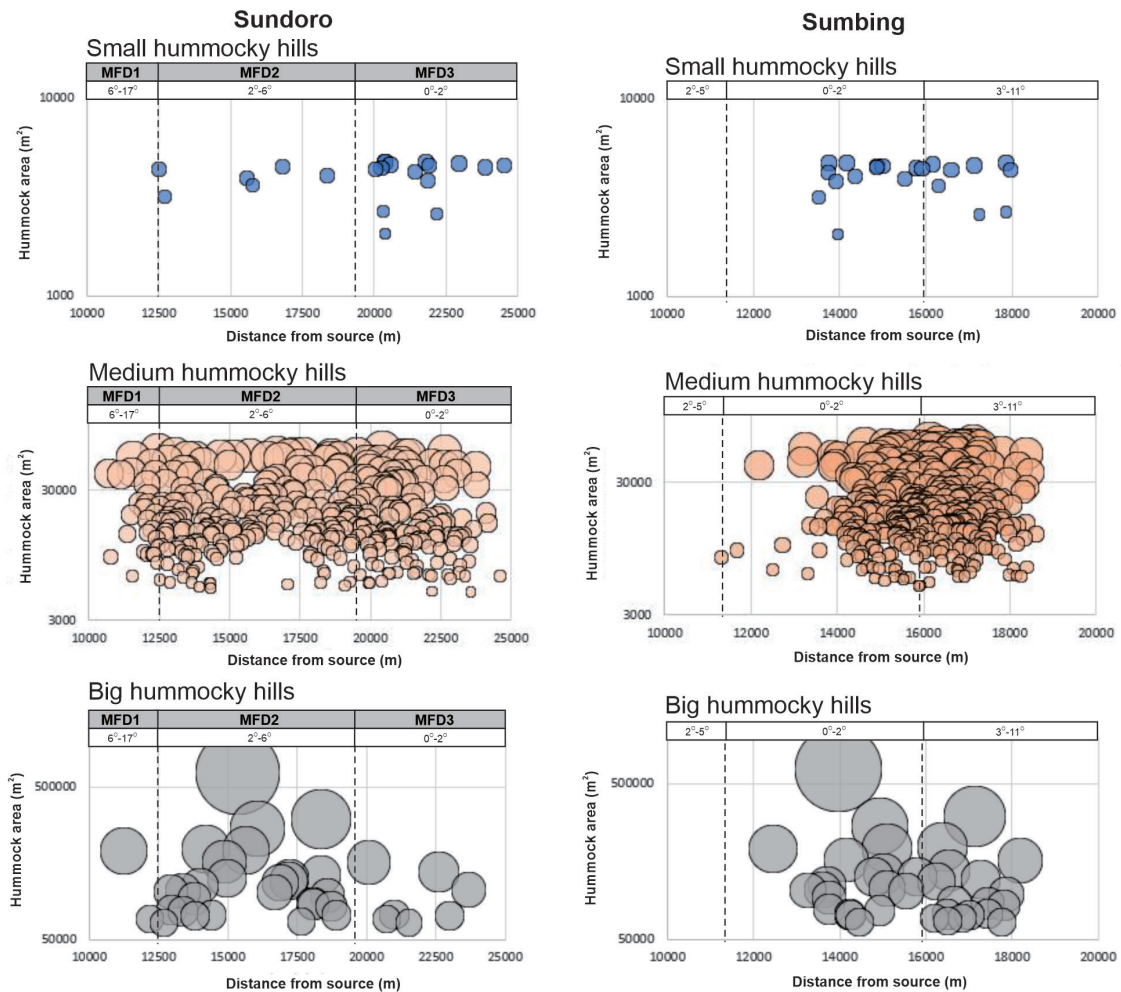 Sundoro
Small hummocky hills
MFD1 MFD2 MFD3
6°-17° 2°-6° 0°-2°
10000
1000
Hummock area (m²)
10000 12500 15000 17500 20000 22500 25000
Distance from source (m)
Medium hummocky hills
MFD1 MFD2 MFD3
6°-17° 2°-6° 0°-2°
30000
3000
Hummock area (m²)
10000 12500 15000 17500 20000 22500 25000
Distance from source (m)
Big hummocky hills
MFD1 MFD2 MFD3
6°-17° 2°-6° 0°-2°
500000
50000
Hummock area (m²)
10000 12500 15000 17500 20000 22500 25000
Distance from source (m)
Sumbing
Small hummocky hills
2°-5° 0°-2° 3°-11°
10000
1000
Hummock area (m²)
10000 12000 14000 16000 18000 20000
Distance from source (m)
Medium hummocky hills
2°-5° 0°-2° 3°-11°
30000
3000
Hummock area (m²)
10000 12000 14000 16000 18000 20000
Distance from source (m)
Big hummocky hills
2°-5° 0°-2° 3°-11°
500000
50000
Hummock area (m²)
10000 12000 14000 16000 18000 20000
Distance from source (m)